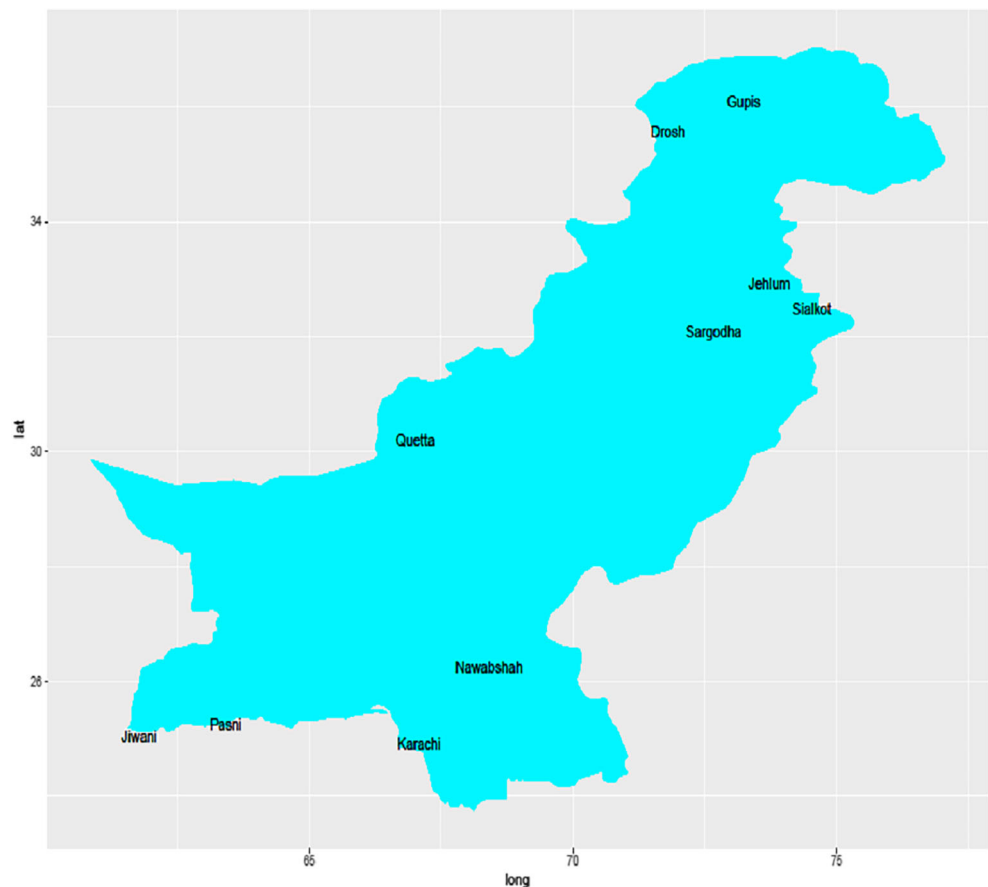 Gupis
Drosh
34
Jehlum
Sialkot
Sargodha
lat
Quetta
30
Nawabshah
26
Pasni
Jiwani
Karachi
65
70
75
long